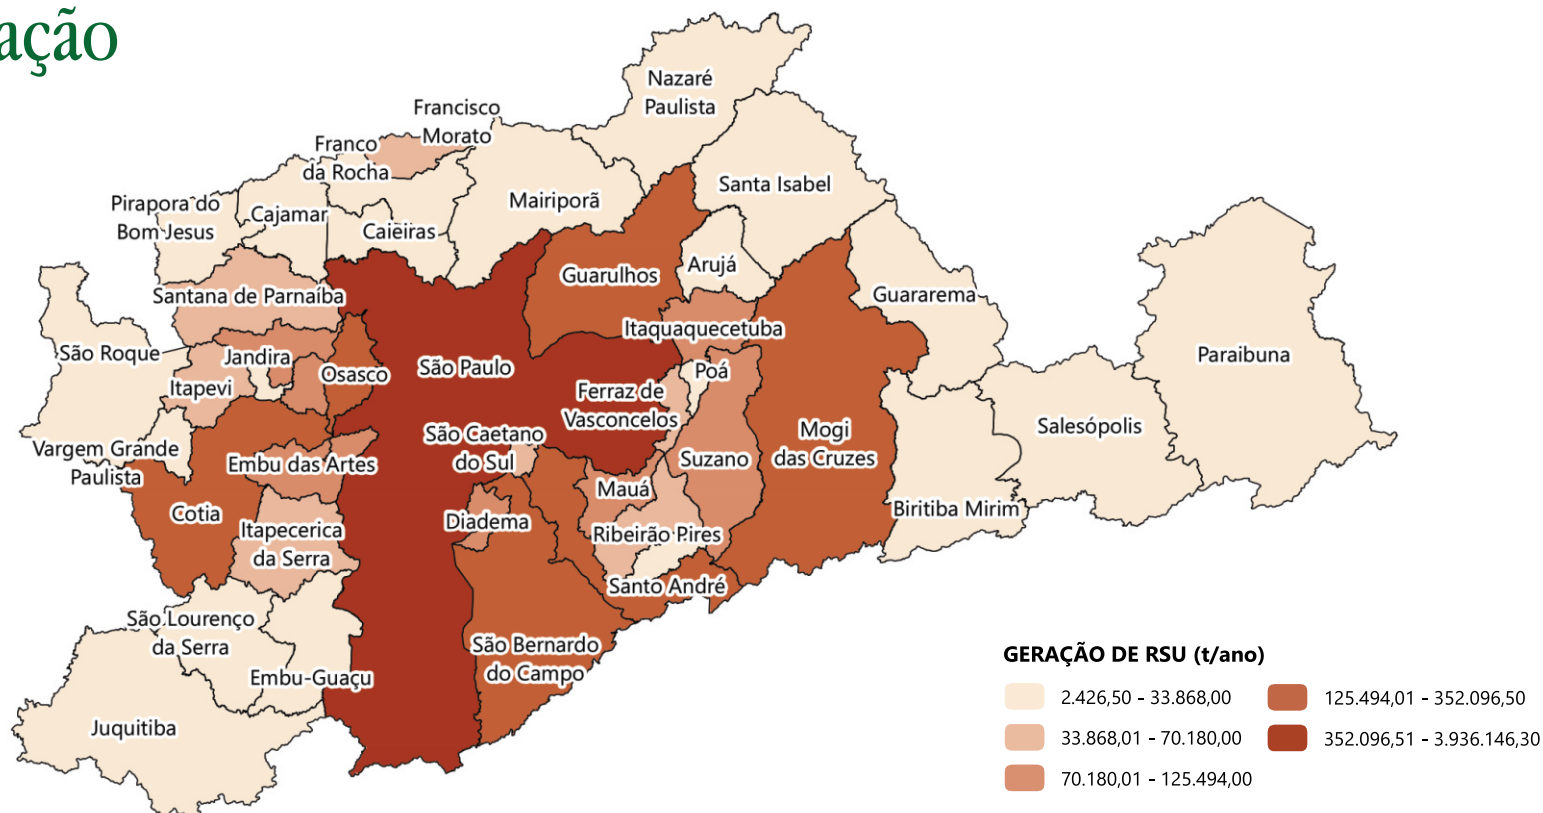 ação
Nazaré
Paulista
Francisco
Morato
Franco
da Rocha
Santa Isabel
Mairiporã
Pirapora do
Bom Jesus
Cajamar
Caieiras
Guarulhos
Arujá
Santana de Parnaíba
Guararema
Itaquaquecetuba
São Roque
Jandira
Paraibuna
São Paulo
Osasco
Poá
Itapevi
Ferraz de
Vasconcelos
Salesópolis
Mogi
das Cruzes
São Caetano
do Sul
Vargem Grande
Paulista
Embu das Artes
Suzano
Mauá
Biritiba Mirim
Cotia
Diadema
Itapecerica
da Serra
Ribeirão Pires
Santo André
São Lourenço
da Serra
São Bernardo
do Campo
Embu-Guaçu
Juquitiba
GERAÇÃO DE RSU (t/ano)
2.426,50 - 33.868,00
33.868,01 - 70.180,00
70.180,01 - 125.494,00
125.494,01 - 352.096,50
352.096,51 - 3.936.146,30